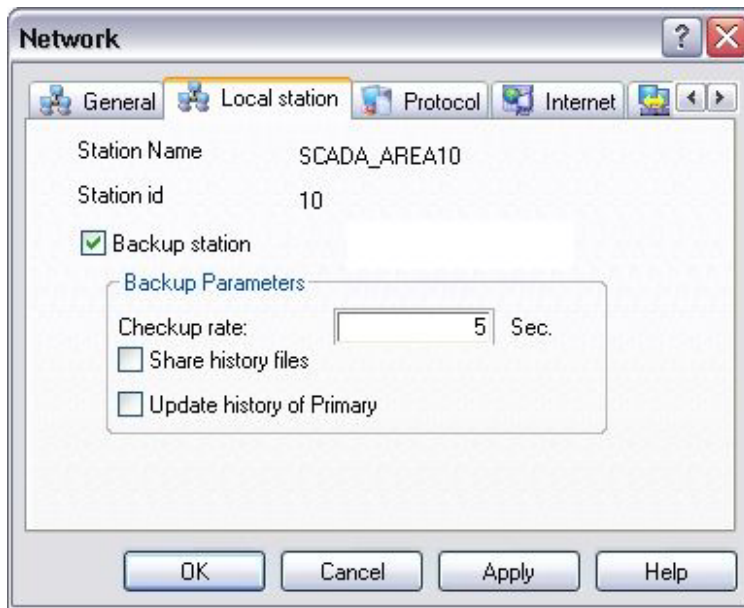 Network
General Local station Protocol Internet
Station Name SCADA_AREA10
Station id 10
Backup station
Backup Parameters
Checkup rate: 5 Sec.
Share history files
Update history of Primary
OK Cancel Apply Help